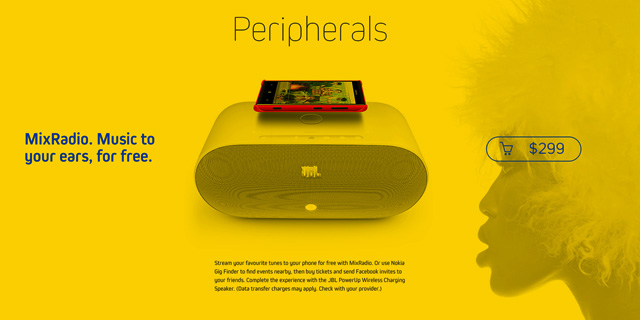 Peripherals
MixRadio. Music to
your ears, for free.
JBL
$299
Stream your favourite tunes to your phone for free with MixRadio. Or use Nokia
Gig Finder to find events nearby, then buy tickets and send Facebook invites to
your friends. Complete the experience with the JBL PowerUp Wireless Charging
Speaker. (Data transfer charges may apply. Check with your provider.)